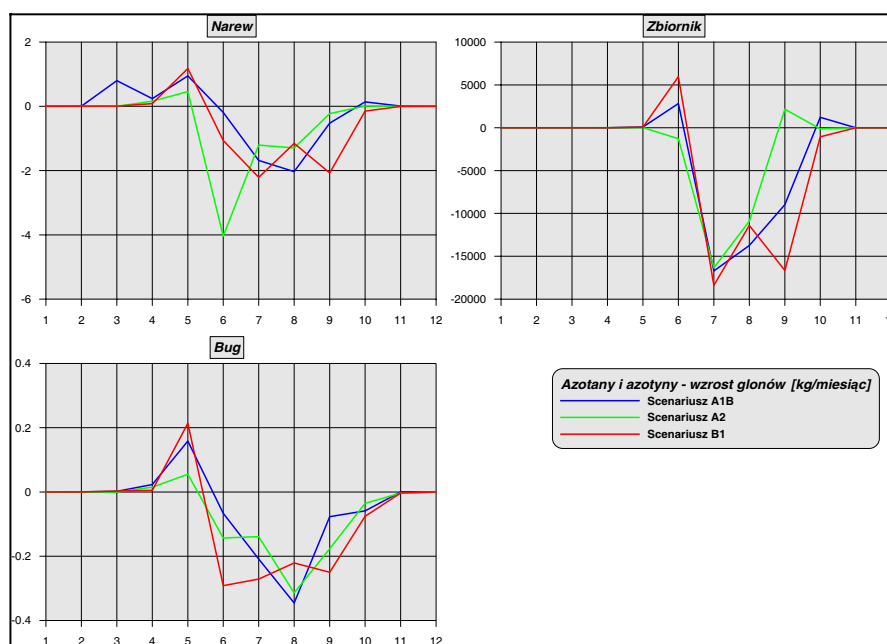 Narew
2
0
-2
-4
-6
1 2 3 4 5 6 7 8 9 10 11 12
Zbiornik
10000
5000
0
-5000
-10000
-15000
-20000
1 2 3 4 5 6 7 8 9 10 11 1
Bug
0.4
0.2
0
-0.2
-0.4
1 2 3 4 5 6 7 8 9 10 11 12
Azotany i azotyny - wzrost glonów [kg/miesiąc]
Scenariusz A1B
Scenariusz A2
Scenariusz B1